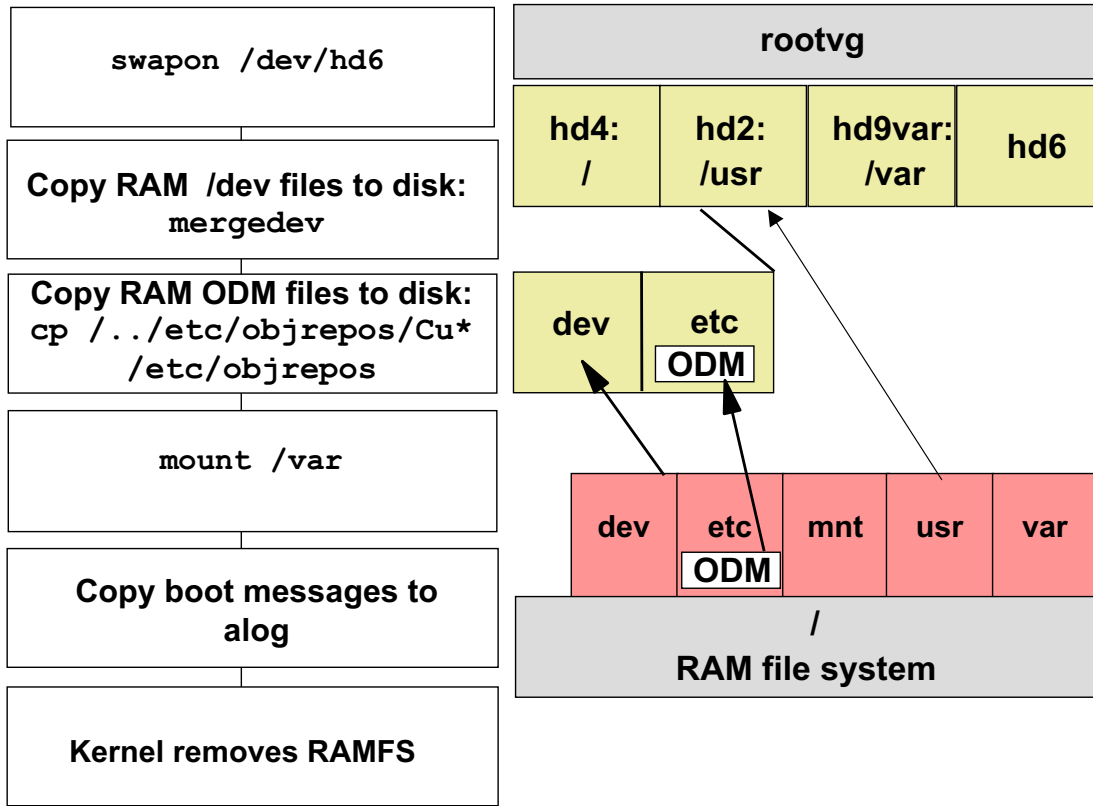 swapon /dev/hd6
Copy RAM /dev files to disk:
mergedev
Copy RAM ODM files to disk:
cp /../etc/objrepos/Cu*
/etc/objrepos
mount /var
Copy boot messages to
alog
Kernel removes RAMFS
rootvg
hd4:
/
hd2:
/usr
hd9var:
/var
hd6
dev
etc
ODM
dev
etc
ODM
mnt
usr
var
/
RAM file system